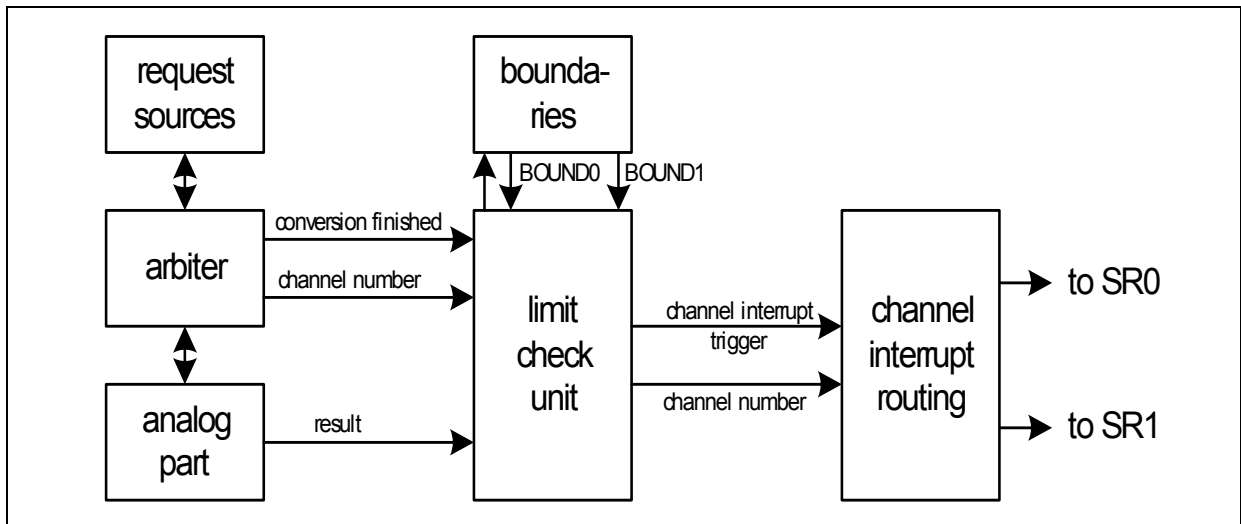 request
sources
bounda-
ries
BOUND0
BOUND1
arbiter
conversion finished
channel number
limit
check
unit
channel interrupt
trigger
channel number
channel
interrupt
routing
to SR0
to SR1
analog
part
result